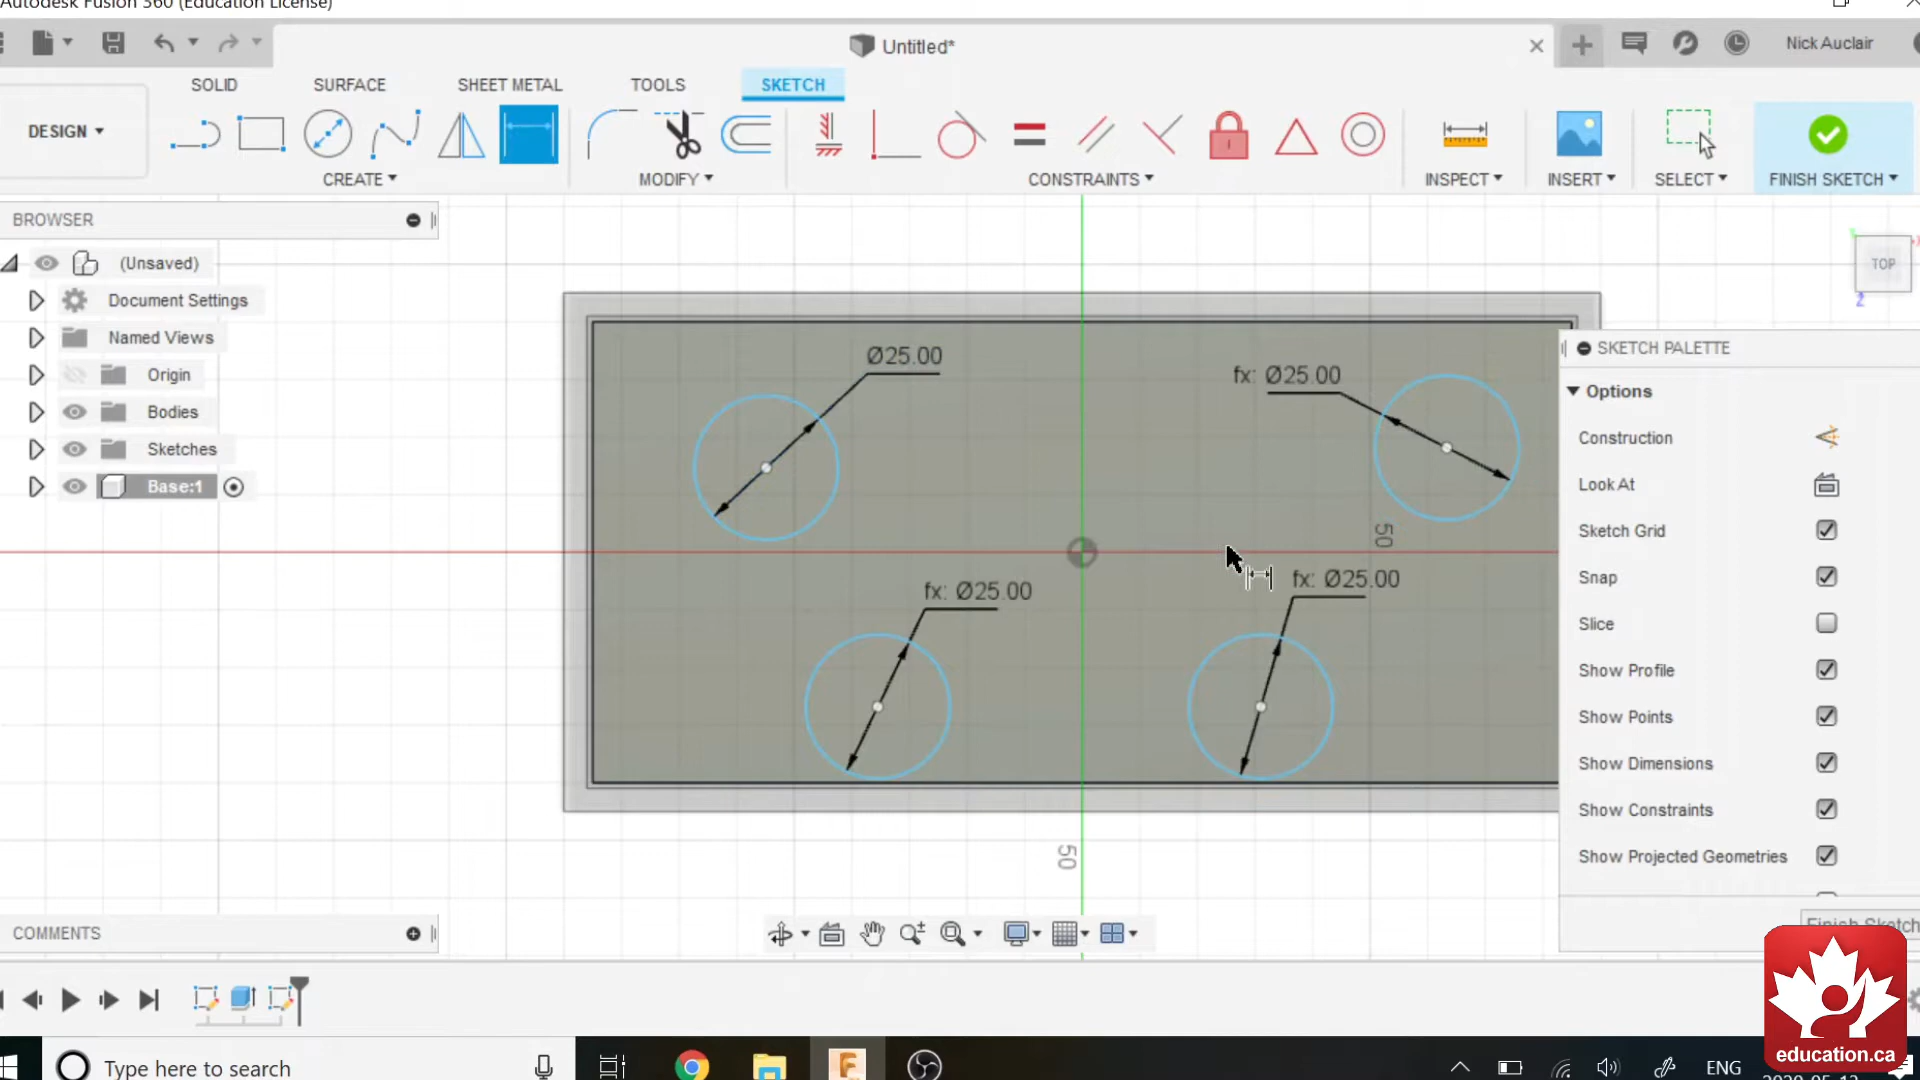 Autodesk Fusion 360 (Education License)
Untitled*
Nick Auclair
SOLID
SURFACE
SHEET METAL
TOOLS
SKETCH
DESIGN
CREATE
MODIFY
CONSTRAINTS
INSPECT
INSERT
SELECT
FINISH SKETCH
BROWSER
(Unsaved)
Document Settings
Named Views
Origin
Bodies
Sketches
Base:1
TOP
Z
Ø25.00
fx: Ø25.00
50
fx: Ø25.00
fx: Ø25.00
50
SKETCH PALETTE
Options
Construction
Look At
Sketch Grid
Snap
Slice
Show Profile
Show Points
Show Dimensions
Show Constraints
Show Projected Geometries
Finish Sketch
COMMENTS
education.ca
Type here to search
ENG